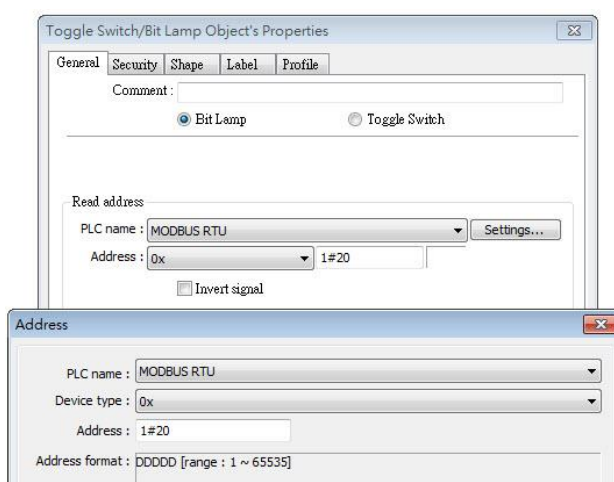 Toggle Switch/Bit Lamp Object's Properties
General Security Shape Label Profile
Comment :
Bit Lamp Toggle Switch
Read address
PLC name : MODBUS RTU Settings...
Address : 0x 1#20
Invert signal
Address
PLC name : MODBUS RTU
Device type : 0x
Address : 1#20
Address format : DDDDD [range : 1 ~ 65535]